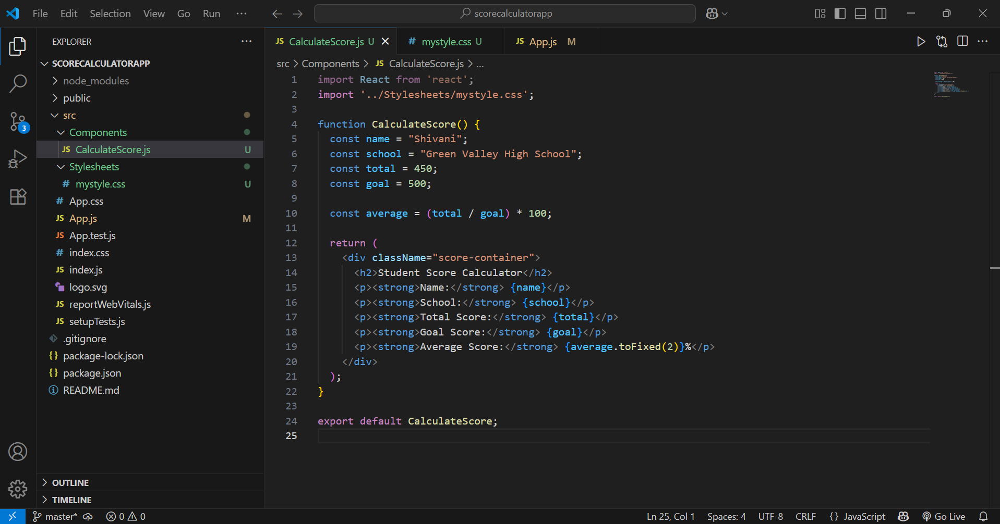 File Edit Selection View Go Run ···
scorecalculatorapp
EXPLORER
SCORECALCULATORAPP
node_modules
public
src
Components
JS CalculateScore.js U
Stylesheets
# mystyle.css U
# App.css
JS App.js M
JS App.test.js
# index.css
JS index.js
logo.svg
JS reportWebVitals.js
JS setupTests.js
.gitignore
{} package-lock.json
{} package.json
README.md
OUTLINE
TIMELINE
3
JS CalculateScore.js U # mystyle.css U JS App.js M
src > Components > JS CalculateScore.js > ...
1 import React from 'react';
2 import '../Stylesheets/mystyle.css';
3
4 function CalculateScore() {
5 const name = "Shivani";
6 const school = "Green Valley High School";
7 const total = 450;
8 const goal = 500;
9
10 const average = (total / goal) * 100;
11
12 return (
13 <div className="score-container">
14 <h2>Student Score Calculator</h2>
15 <p><strong>Name:</strong> {name}</p>
16 <p><strong>School:</strong> {school}</p>
17 <p><strong>Total Score:</strong> {total}</p>
18 <p><strong>Goal Score:</strong> {goal}</p>
19 <p><strong>Average Score:</strong> {average.toFixed(2)}%</p>
20 </div>
21 );
22 }
23
24 export default CalculateScore;
25
master* 0 0 Ln 25, Col 1 Spaces: 4 UTF-8 CRLF {} JavaScript Go Live